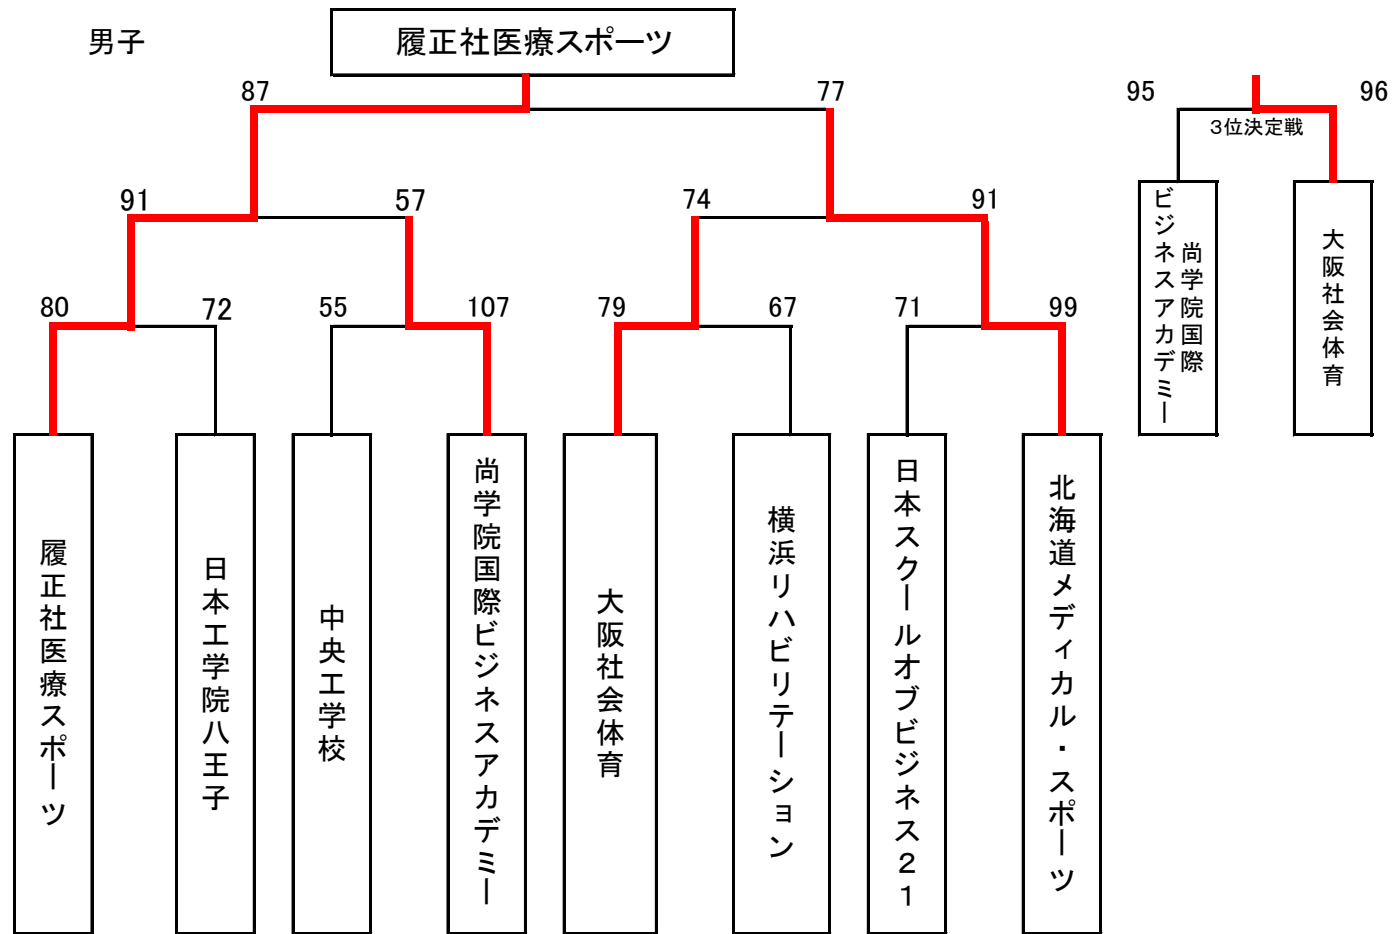 男子
履正社医療スポーツ
87
77
95
96
3位決定戦
91
57
74
91
80
72
55
107
79
67
71
99
履正社医療スポーツ
日本工学院八王子
中央工学校
尚学院国際ビジネスアカデミー
大阪社会体育
横浜リハビリテーション
日本スクールオブビジネス21
北海道メディカル・スポーツ
尚学院国際
ビジネスアカデミー
大阪社会体育